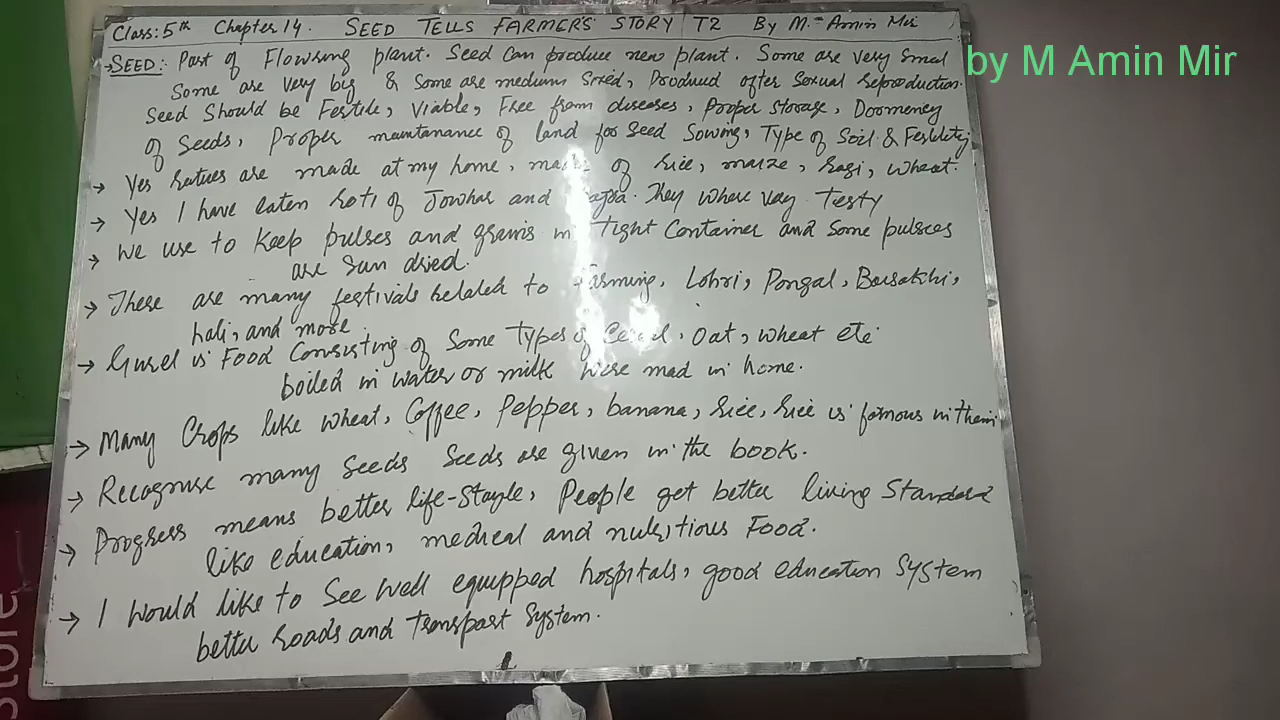 Class: 5th Chapter 14. SEED TELLS FARMER'S STORY T2 By M. Amin Mir
by M Amin Mir
→ SEED: Part of Flowring plant. Seed Can produce new plant. Some are very small
Some are very big & Some are medium Sized, Produced after Sexual Reproduction.
Seed Should be Fertile, Viable, Free from diseases, Proper Storage, Doormency
of Seeds, Proper maintanance of land for Seed Sowing, Type of Soil & Fertility
→ Yes are made at my home, made of rice, maize, ragi, wheat.
→ Yes I have eaten roti of Jowhar and They where very Testy
→ We use to Keep pulses and grains in Tight Container and Some pulsces
are Sun dried.
→ There are many festivals related to Farming, Lohri, Pongal, Baisakhi,
holi, and more.
→ is Food Consisting of Some Types of Cereal, Oat, wheat etc
boiled in water or milk were mad in home.
→ Many Crops like wheat, Coffee, Pepper, banana, rice, rice is famous in them
→ Recognise many Seeds Seeds are given in the book.
→ Progress means better life-Style, People get better living Standard
like education, medical and nutritious Food.
→ I would like to See well equipped hospitals, good education System
better roads and Transport System.
Store